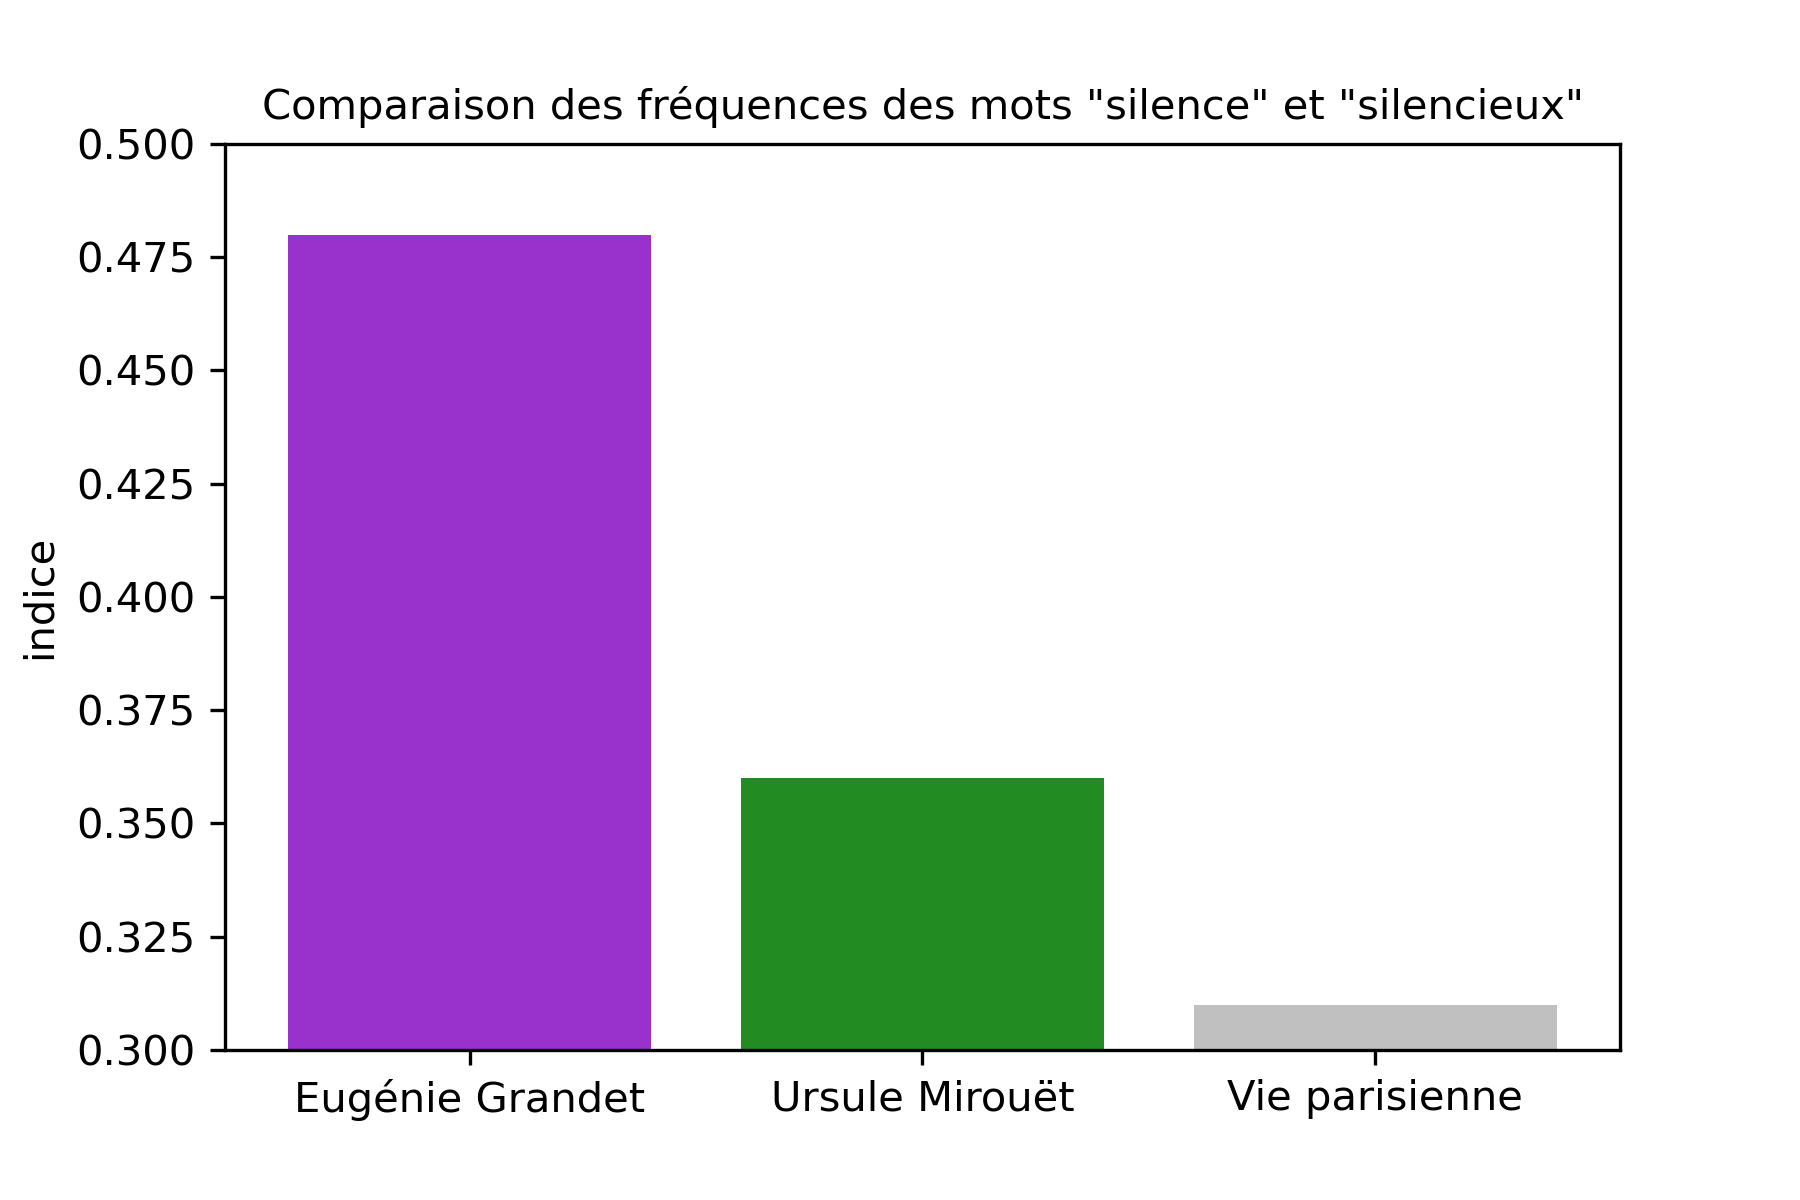 Comparaison des fréquences des mots "silence" et "silencieux"
indice
0.500
0.475
0.450
0.425
0.400
0.375
0.350
0.325
0.300
Eugénie Grandet
Ursule Mirouët
Vie parisienne